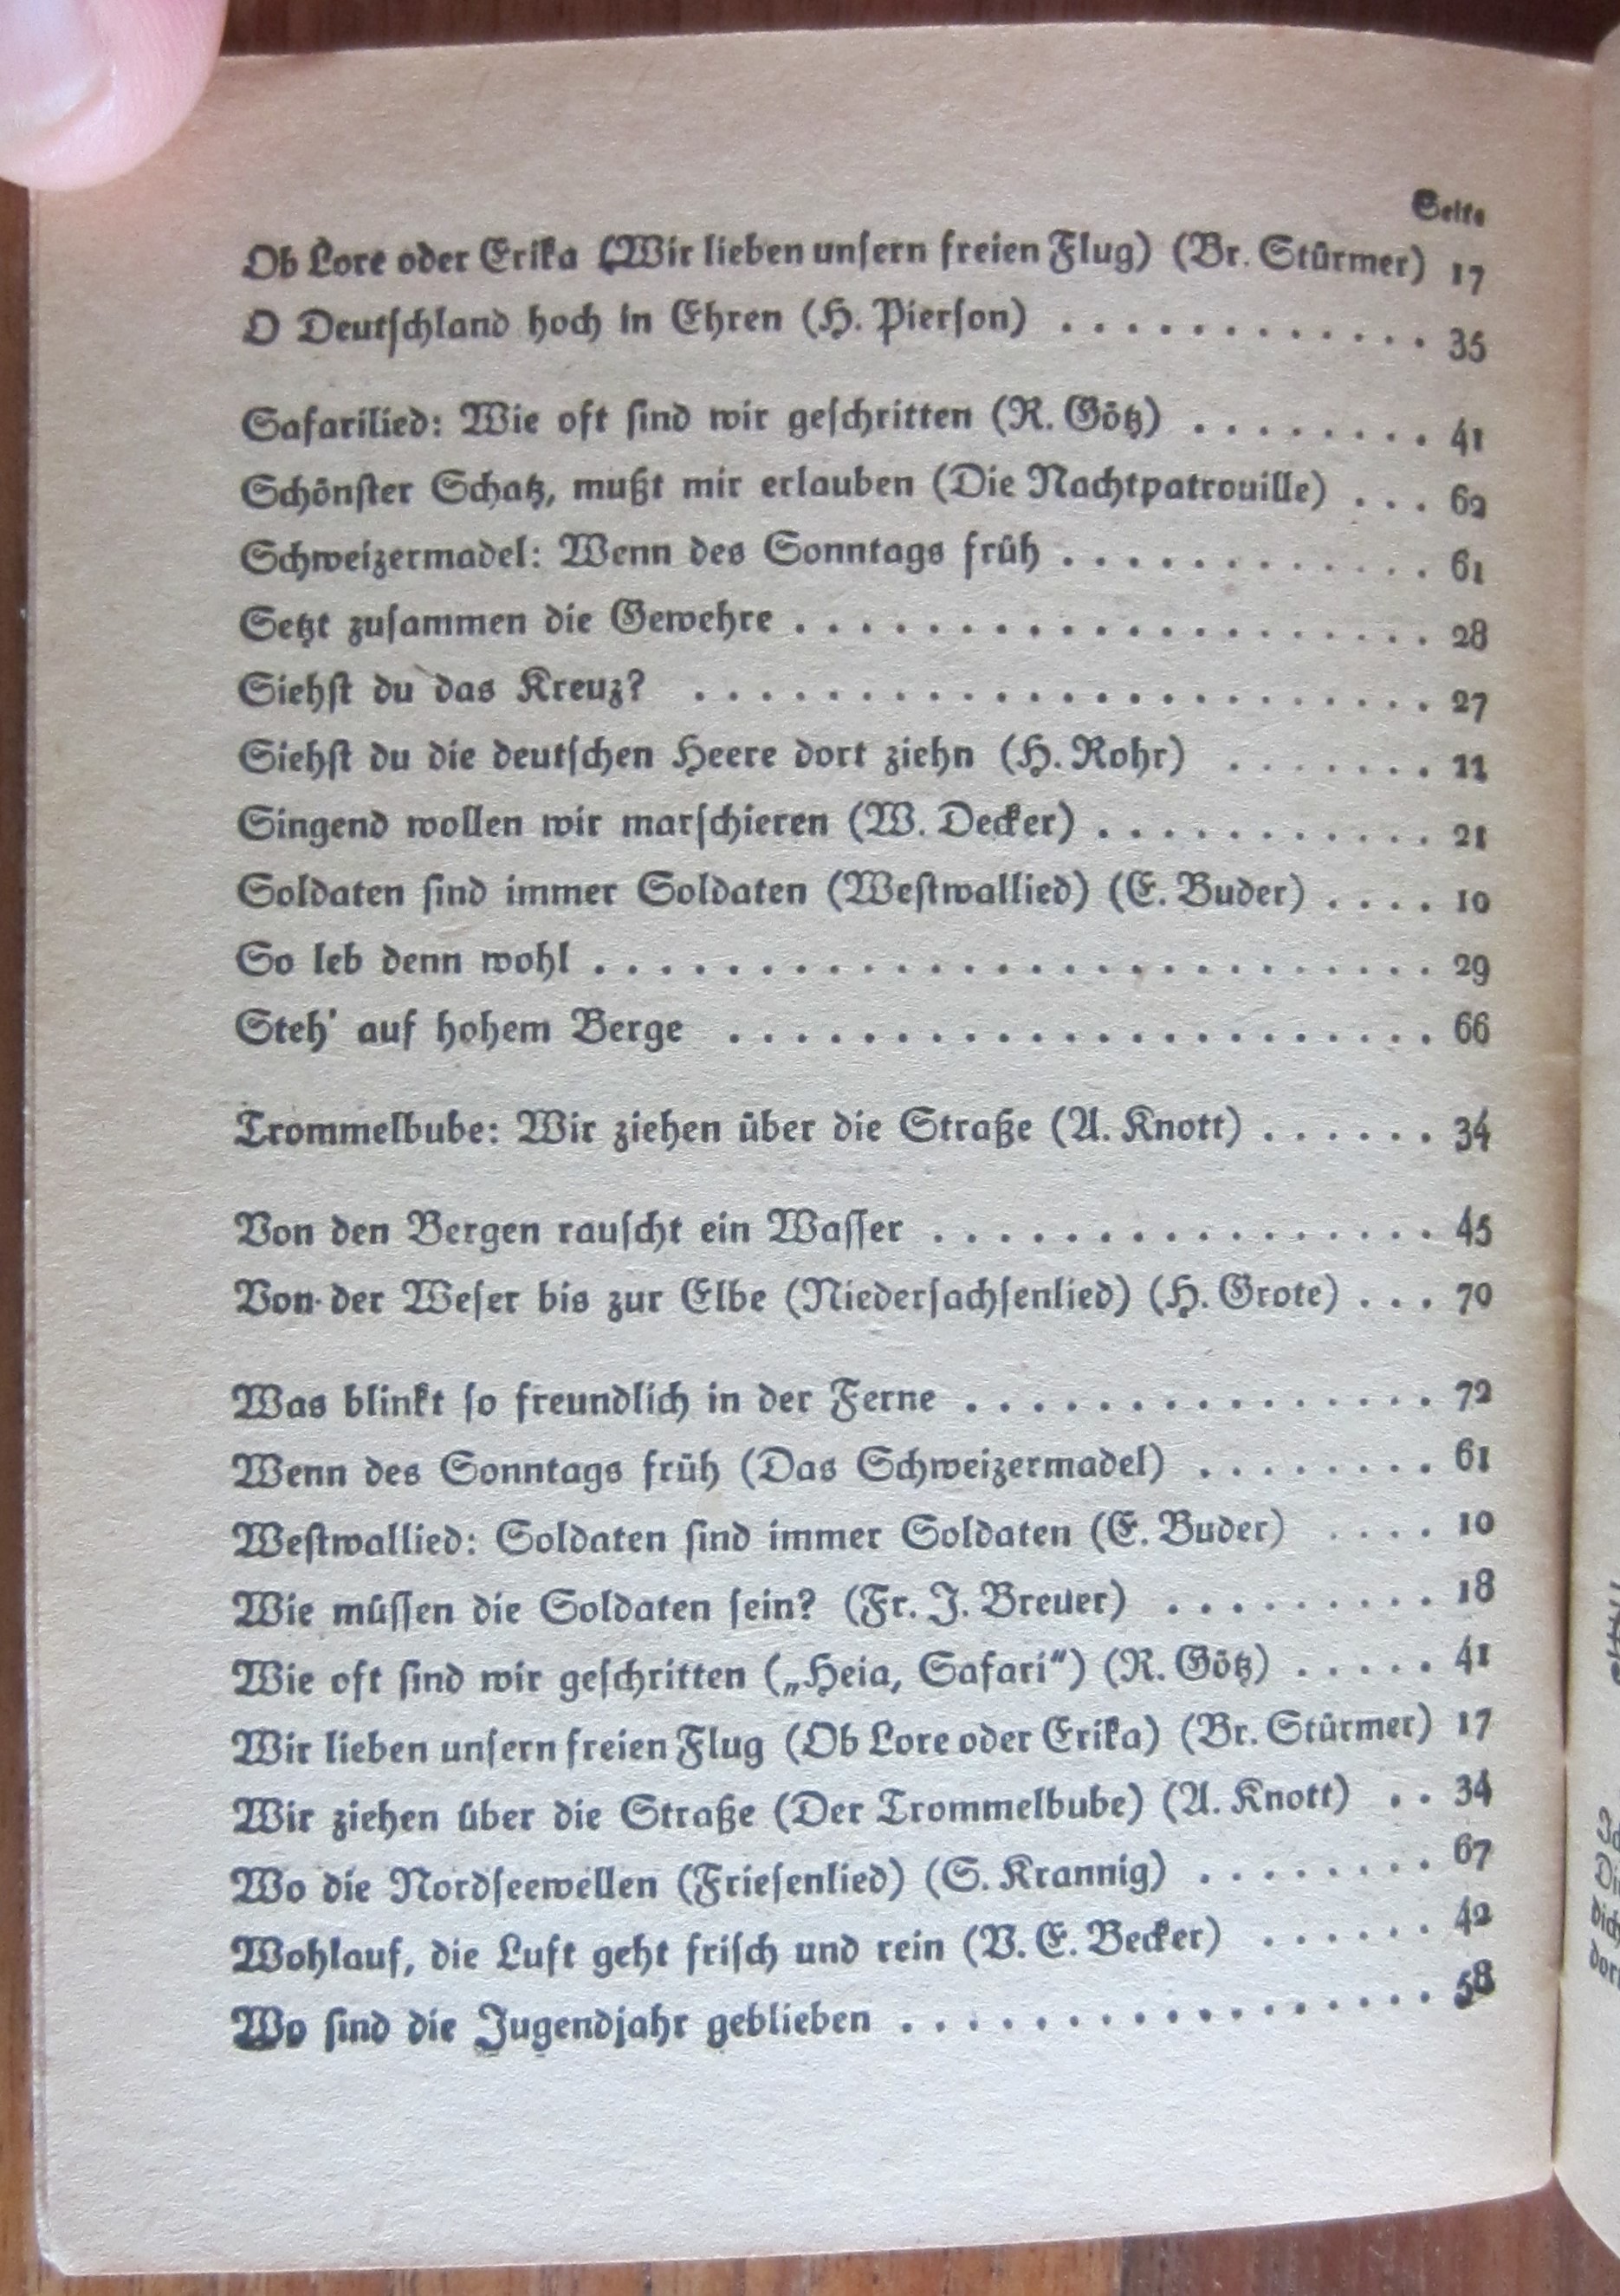 Seite
Ob Lore oder Erika (Wir lieben unsern freien Flug) (Br. Stürmer) 17
O Deutschland hoch in Ehren (H. Pierson) . . . . . . . . . . . . 35
Safarilied: Wie oft sind wir geschritten (R. Götz) . . . . . . . . 41
Schönster Schatz, mußt mir erlauben (Die Nachtpatrouille) . . . 62
Schweizermadel: Wenn des Sonntags früh . . . . . . . . . . . . 61
Setzt zusammen die Gewehre . . . . . . . . . . . . . . . . . . . . 28
Siehst du das Kreuz? . . . . . . . . . . . . . . . . . . . . . . . 27
Siehst du die deutschen Heere dort ziehn (H. Rohr) . . . . . . . 11
Singend wollen wir marschieren (W. Decker) . . . . . . . . . . . 21
Soldaten sind immer Soldaten (Westwallied) (E. Buder) . . . . 10
So leb denn wohl . . . . . . . . . . . . . . . . . . . . . . . . . . 29
Steh' auf hohem Berge . . . . . . . . . . . . . . . . . . . . . . 66
Trommelbube: Wir ziehen über die Straße (A. Knott) . . . . . . 34
Von den Bergen rauscht ein Wasser . . . . . . . . . . . . . . . . 45
Von der Weser bis zur Elbe (Niedersachsenlied) (H. Grote) . . . 70
Was blinkt so freundlich in der Ferne . . . . . . . . . . . . . . . 72
Wenn des Sonntags früh (Das Schweizermadel) . . . . . . . . 61
Westwallied: Soldaten sind immer Soldaten (E. Buder) . . . . 10
Wie müssen die Soldaten sein? (Fr. J. Breuer) . . . . . . . . . 18
Wie oft sind wir geschritten („Heia, Safari“) (R. Götz) . . . . . 41
Wir lieben unsern freien Flug (Ob Lore oder Erika) (Br. Stürmer) 17
Wir ziehen über die Straße (Der Trommelbube) (A. Knott) . . 34
Wo die Nordseewellen (Friesenlied) (S. Krannig) . . . . . . . . 67
Wohlauf, die Luft geht frisch und rein (V. E. Becker) . . . . . . 42
Wo sind die Jugendjahr geblieben . . . . . . . . . . . . . . . . . 58